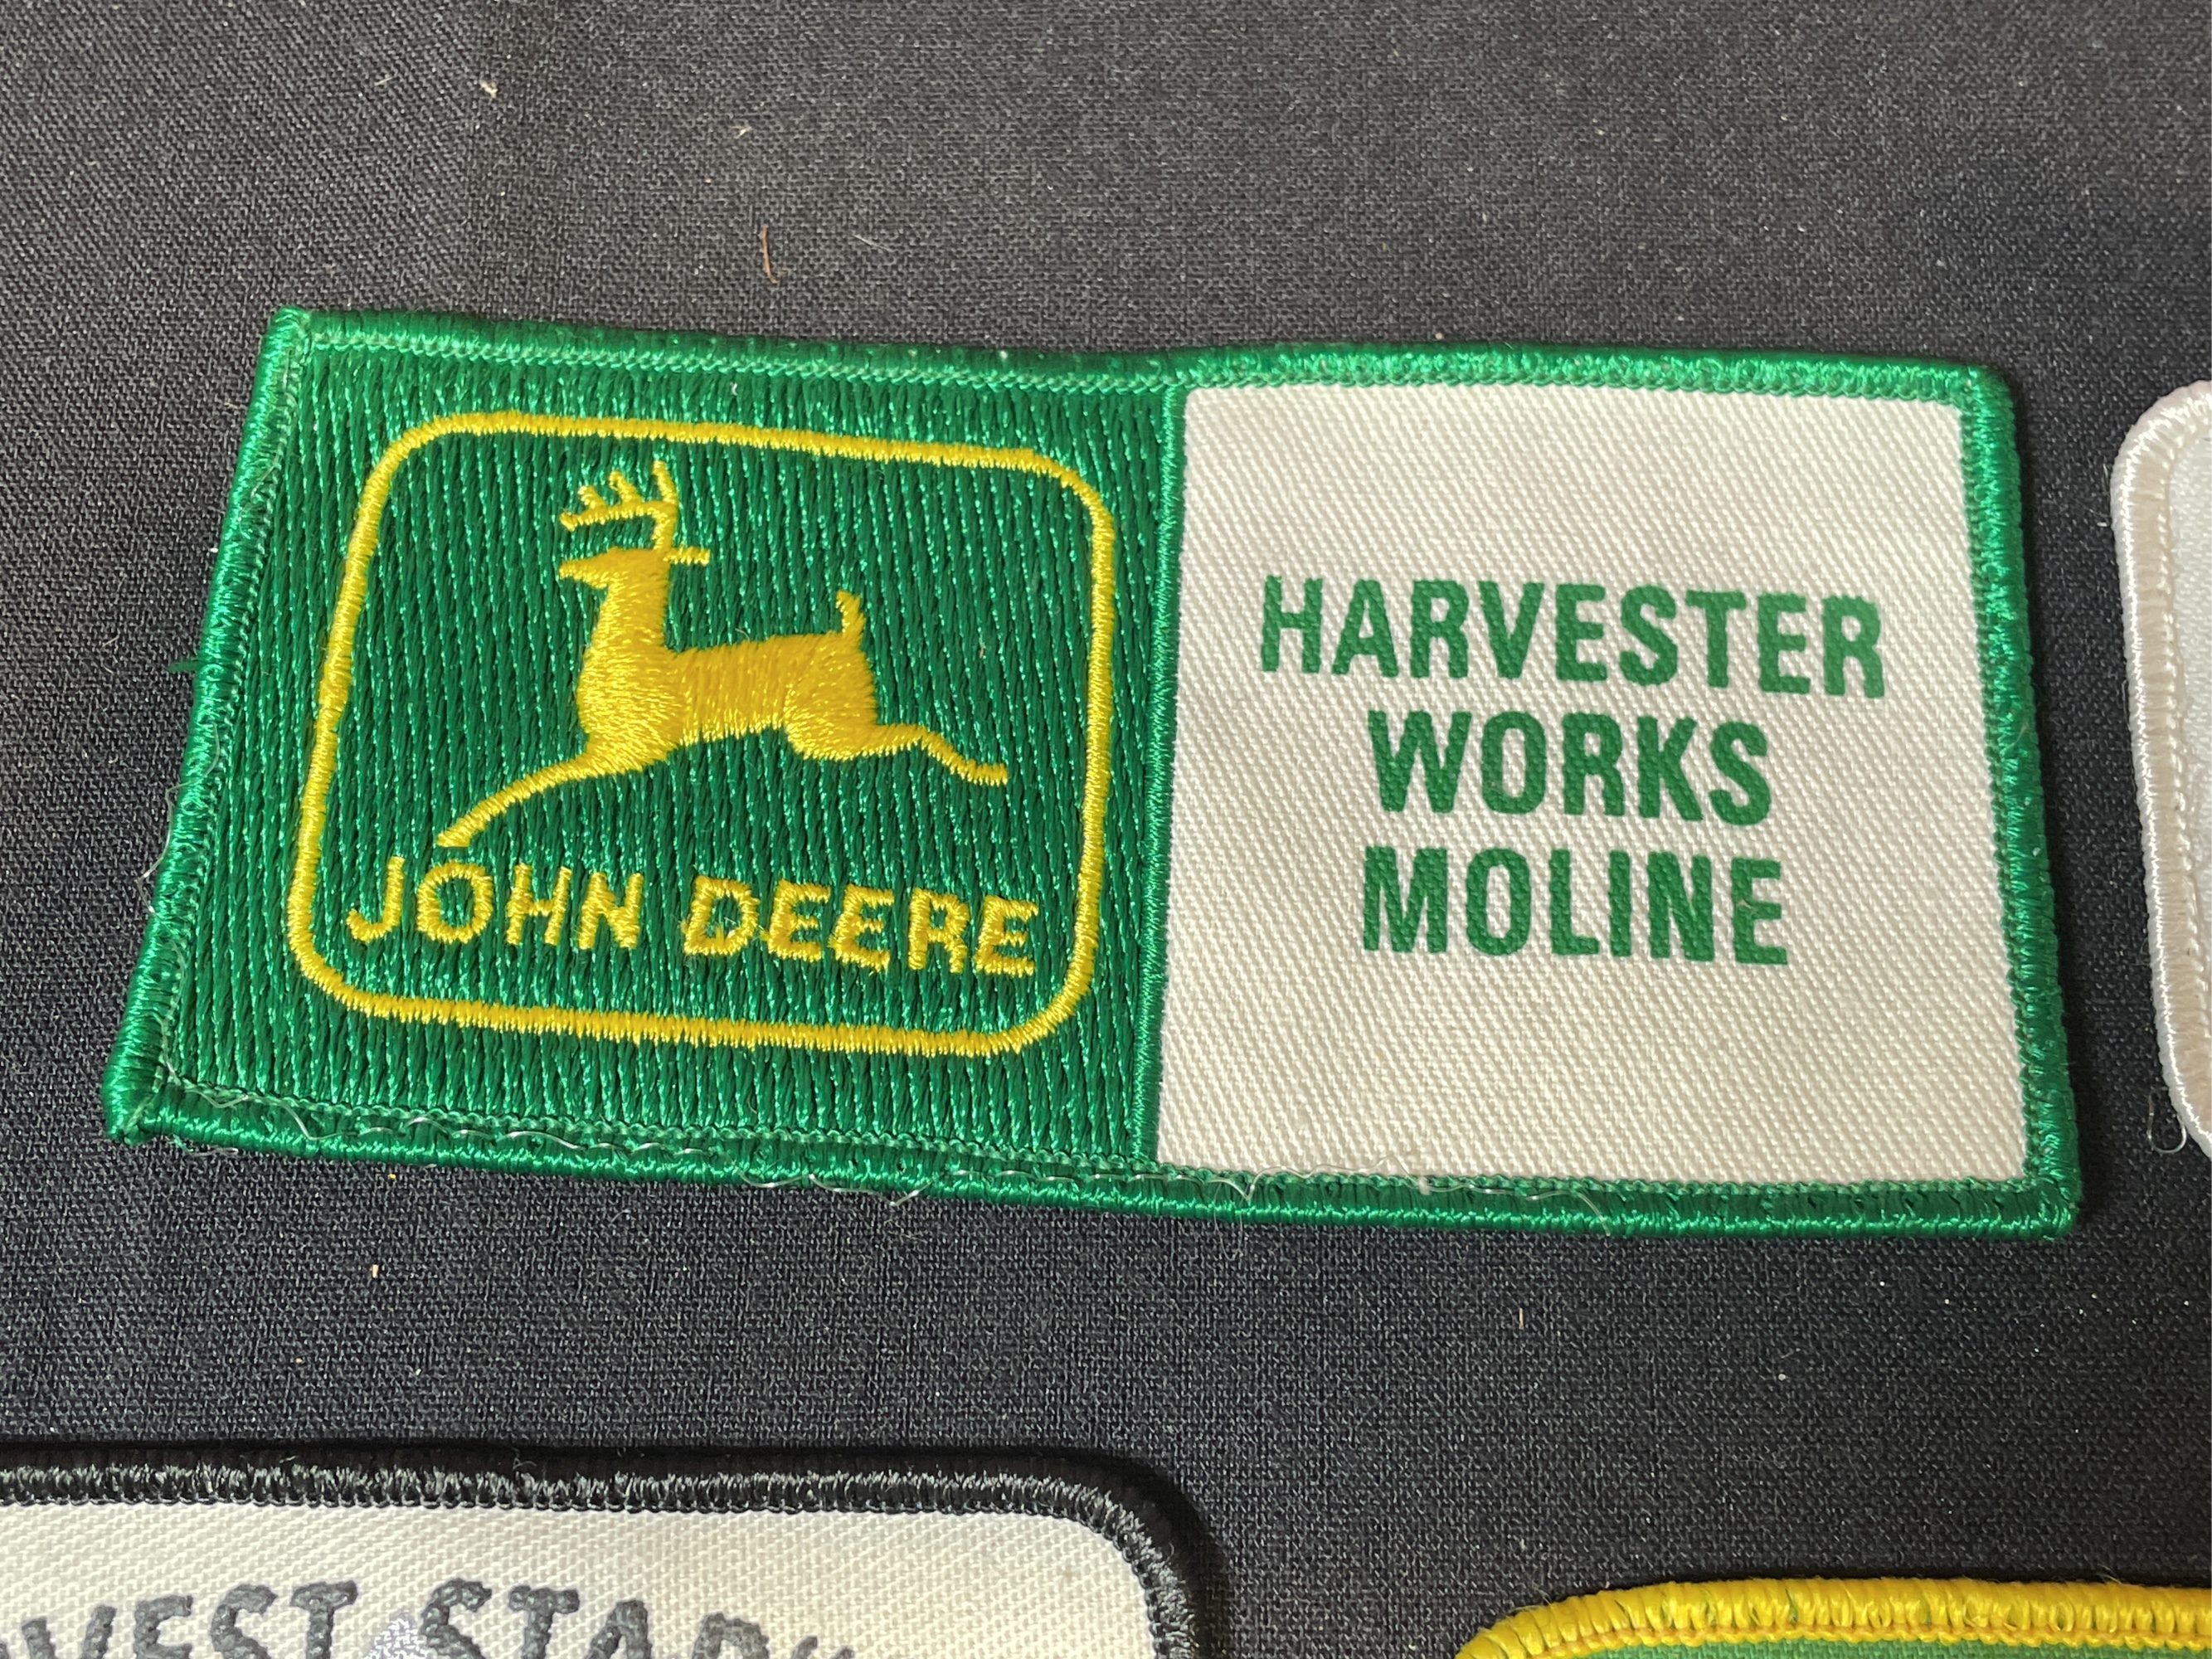 JOHN DEERE
HARVESTER
WORKS
MOLINE